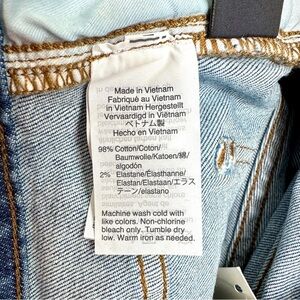 Made in Vietnam
Fabriqué au Vietnam
in Vietnam Hergestellt
Vervaardigd in Viëtnam
ベトナム製
Hecho en Vietnam
98% Cotton/Coton/
Baumwolle/Katoen/綿/
algodón
2% Elastane/Élasthanne/
Elastan/Elastaan/エラス
テーン/elastano
Machine wash cold with
like colors. Non-chlorine
bleach only. Tumble dry
low. Warm iron as needed.